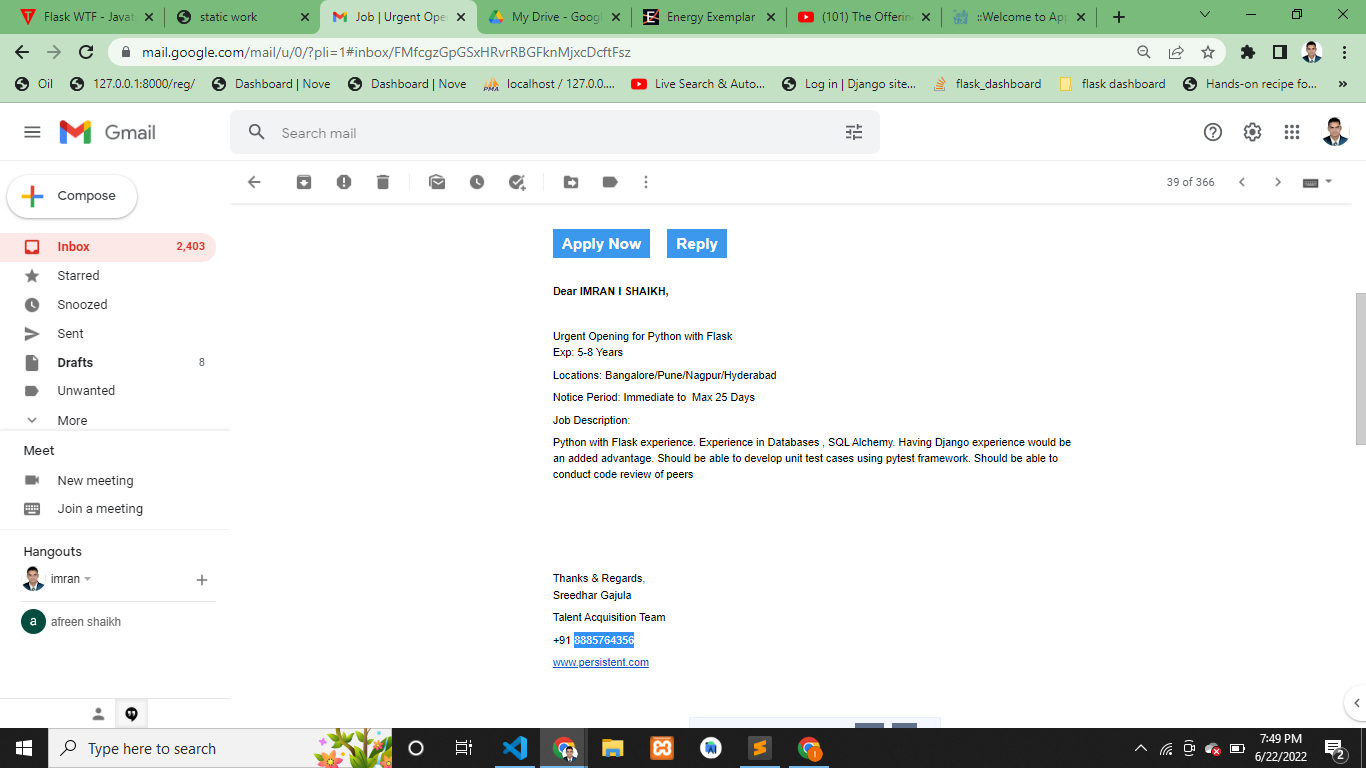 Flask WTF - Javat
static work
Job | Urgent Ope
My Drive - Goog
Energy Exemplar
(101) The Offerin
::Welcome to App
mail.google.com/mail/u/0/?pli=1#inbox/FMfcgzGpGSxHRvrRBGFknMjxcDcftFsz
Oil
127.0.0.1:8000/reg/
Dashboard | Nove
Dashboard | Nove
localhost / 127.0.0....
Live Search & Auto...
Log in | Django site...
flask_dashboard
flask dashboard
Hands-on recipe fo...
Gmail
Search mail
Compose
39 of 366
Inbox 2,403
Starred
Snoozed
Sent
Drafts 8
Unwanted
More
Meet
New meeting
Join a meeting
Hangouts
imran
a afreen shaikh
Apply Now Reply
Dear IMRAN I SHAIKH,
Urgent Opening for Python with Flask
Exp: 5-8 Years
Locations: Bangalore/Pune/Nagpur/Hyderabad
Notice Period: Immediate to Max 25 Days
Job Description:
Python with Flask experience. Experience in Databases , SQL Alchemy. Having Django experience would be
an added advantage. Should be able to develop unit test cases using pytest framework. Should be able to
conduct code review of peers
Thanks & Regards,
Sreedhar Gajula
Talent Acquisition Team
+91 8885764356
www.persistent.com
Type here to search
7:49 PM
6/22/2022
2